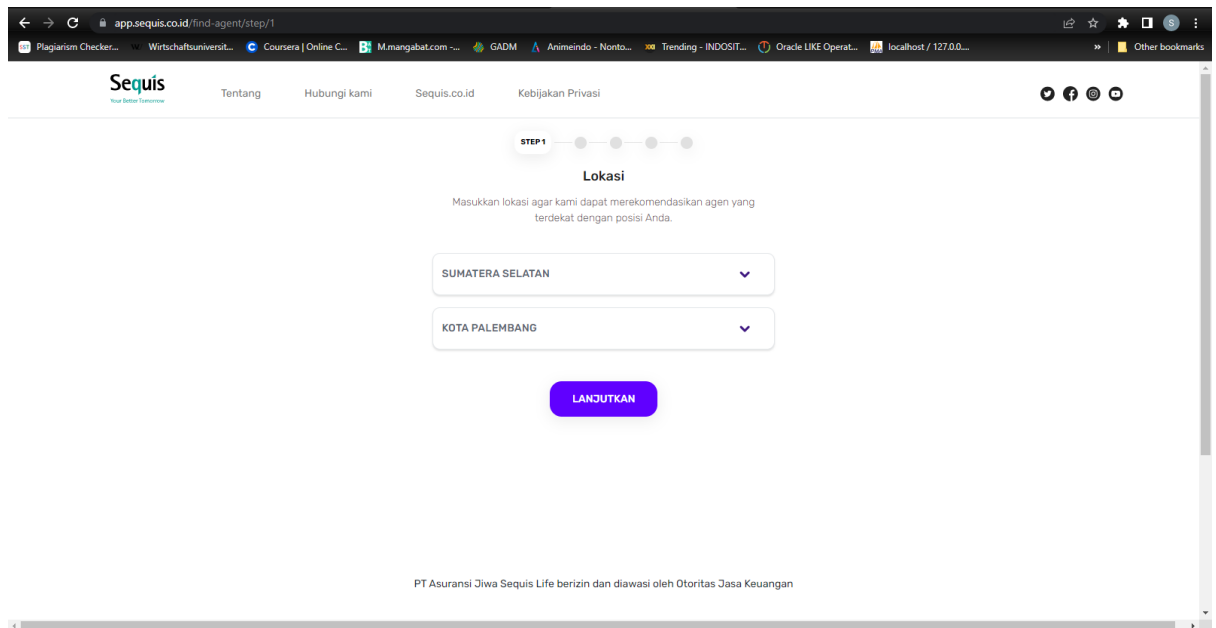 app.sequis.co.id/find-agent/step/1
S
SST Plagiarism Checker... W Wirtschaftsuniversit... C Coursera | Online C... M.mangabat.com -... GADM Animeindo - Nonto... XXI Trending - INDOSIT... Oracle LIKE Operat... localhost / 127.0.0.... » Other bookmarks
Sequis
Your Better Tomorrow
Tentang Hubungi kami Sequis.co.id Kebijakan Privasi
STEP 1
Lokasi
Masukkan lokasi agar kami dapat merekomendasikan agen yang
terdekat dengan posisi Anda.
SUMATERA SELATAN
KOTA PALEMBANG
LANJUTKAN
PT Asuransi Jiwa Sequis Life berizin dan diawasi oleh Otoritas Jasa Keuangan